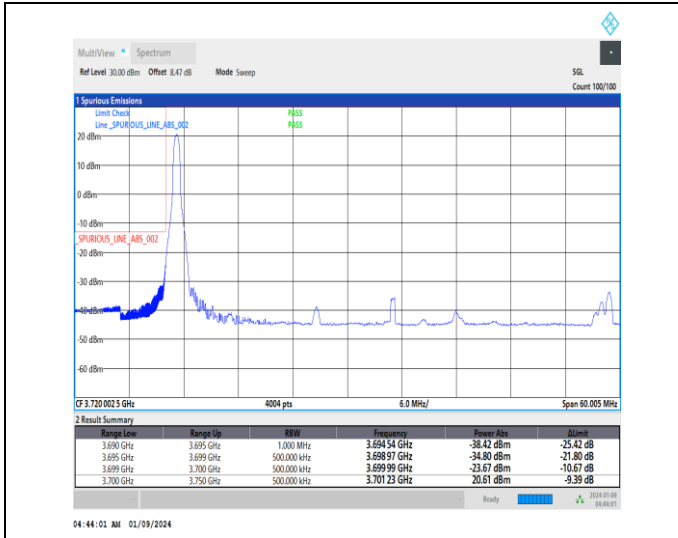 MultiView Spectrum
Ref Level 30.00 dBm Offset 8.47 dB Mode Sweep SGL
Count 100/100
1 Spurious Emissions
Limit Check PASS
Line _SPURIOUS_LINE_ABS_002 PASS
20 dBm
10 dBm
0 dBm
-10 dBm
_SPURIOUS_LINE_ABS_002
-20 dBm
-30 dBm
-40 dBm
-50 dBm
-60 dBm
CF 3.720 002 5 GHz 4004 pts 6.0 MHz/ Span 60.005 MHz
2 Result Summary
Range Low Range Up RBW Frequency Power Abs ΔLimit
3.690 GHz 3.695 GHz 1.000 MHz 3.694 54 GHz -38.42 dBm -25.42 dB
3.695 GHz 3.699 GHz 500.000 kHz 3.698 97 GHz -34.80 dBm -21.80 dB
3.699 GHz 3.700 GHz 500.000 kHz 3.699 99 GHz -23.67 dBm -10.67 dB
3.700 GHz 3.750 GHz 500.000 kHz 3.701 23 GHz 20.61 dBm -9.39 dB
Ready 2024-01-09
04:44:01
04:44:01 AM 01/09/2024